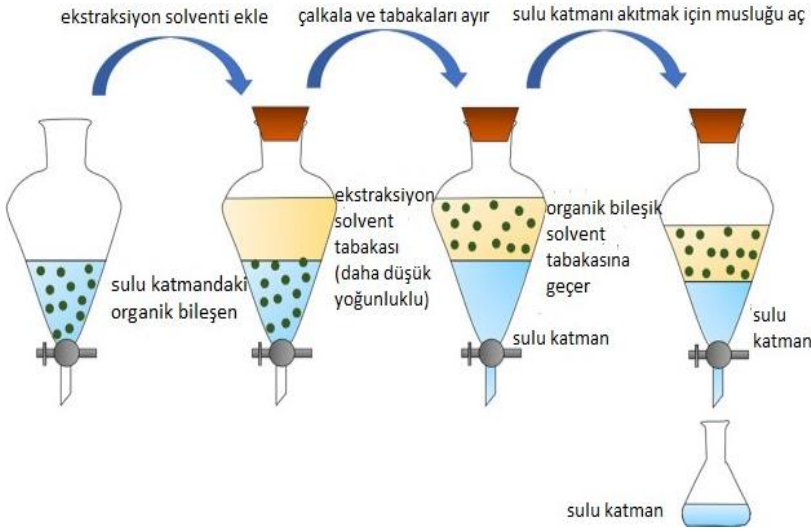 ekstraksiyon solventi ekle
çalkala ve tabakaları ayır
sulu katmanı akıtmak için musluğu aç
sulu katmandaki
organik bileşen
ekstraksiyon
solvent
tabakası
(daha düşük
yoğunluklu)
organik bileşik
solvent
tabakasına
geçer
sulu katman
sulu
katman
sulu katman